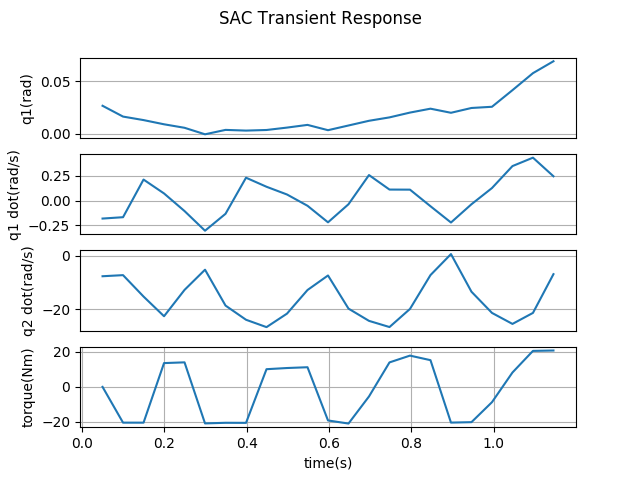 SAC Transient Response
q1(rad)
0.05
0.00
q1 dot(rad/s)
0.25
0.00
−0.25
q2 dot(rad/s)
0
−20
torque(Nm)
20
0
−20
0.0 0.2 0.4 0.6 0.8 1.0
time(s)